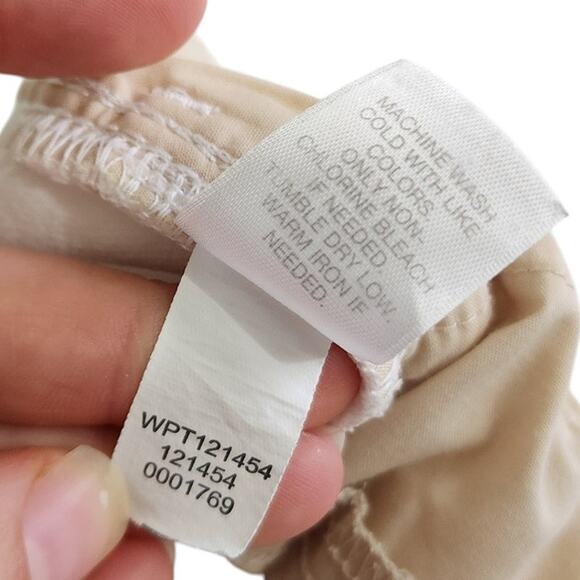 MACHINE WASH
COLD WITH LIKE
COLORS
ONLY NON-
CHLORINE BLEACH
IF NEEDED.
TUMBLE DRY LOW.
WARM IRON IF
NEEDED.
WPT121454
121454
0001769